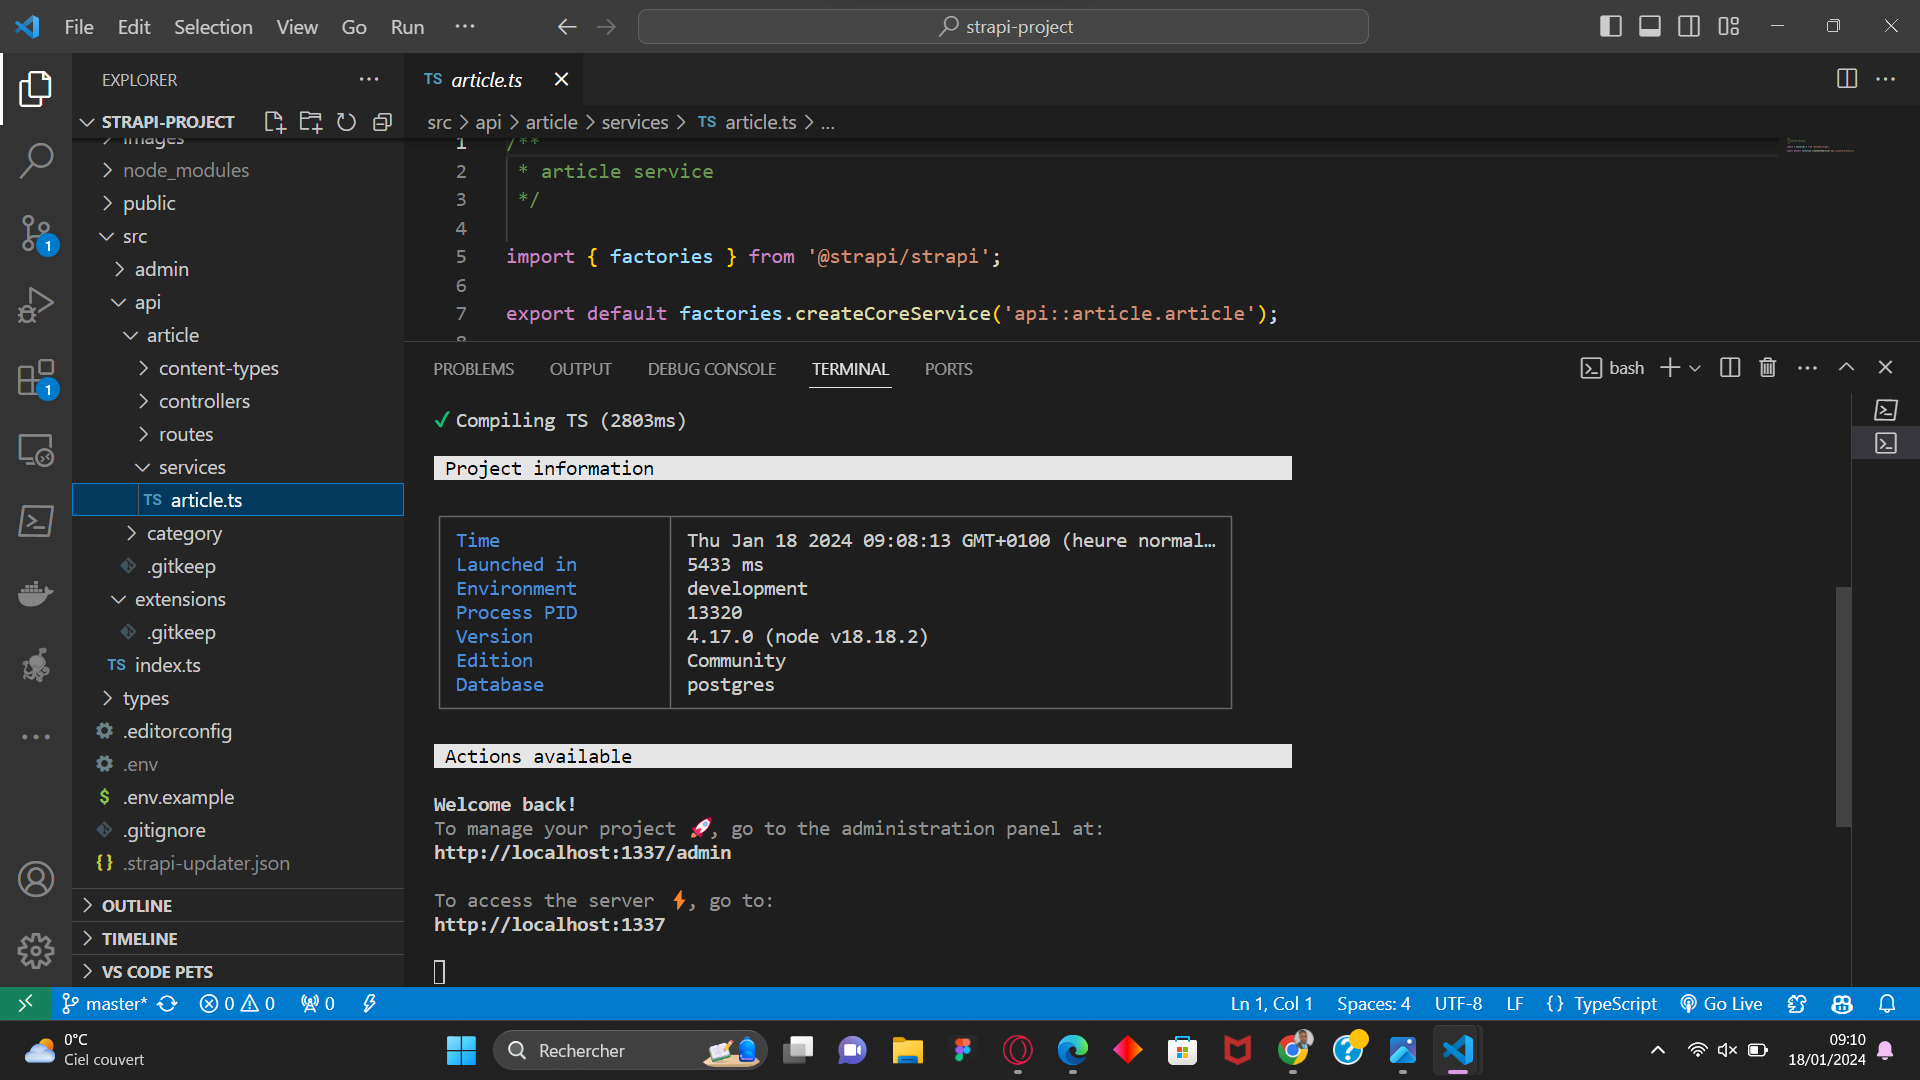 File Edit Selection View Go Run ···
strapi-project
EXPLORER
STRAPI-PROJECT
images
node_modules
public
src
admin
api
article
content-types
controllers
routes
services
TS article.ts
category
.gitkeep
extensions
.gitkeep
TS index.ts
types
.editorconfig
.env
$ .env.example
.gitignore
{} .strapi-updater.json
OUTLINE
TIMELINE
VS CODE PETS
TS article.ts
src > api > article > services > TS article.ts > ...
1 /**
2 * article service
3 */
4
5 import { factories } from '@strapi/strapi';
6
7 export default factories.createCoreService('api::article.article');
8
PROBLEMS OUTPUT DEBUG CONSOLE TERMINAL PORTS
bash
✓ Compiling TS (2803ms)
Project information
Time Thu Jan 18 2024 09:08:13 GMT+0100 (heure normal…
Launched in 5433 ms
Environment development
Process PID 13320
Version 4.17.0 (node v18.18.2)
Edition Community
Database postgres
Actions available
Welcome back!
To manage your project 🚀, go to the administration panel at:
http://localhost:1337/admin
To access the server ⚡, go to:
http://localhost:1337
1
1
master* 0 0 0
Ln 1, Col 1 Spaces: 4 UTF-8 LF {} TypeScript Go Live
0°C
Ciel couvert
Rechercher
09:10
18/01/2024